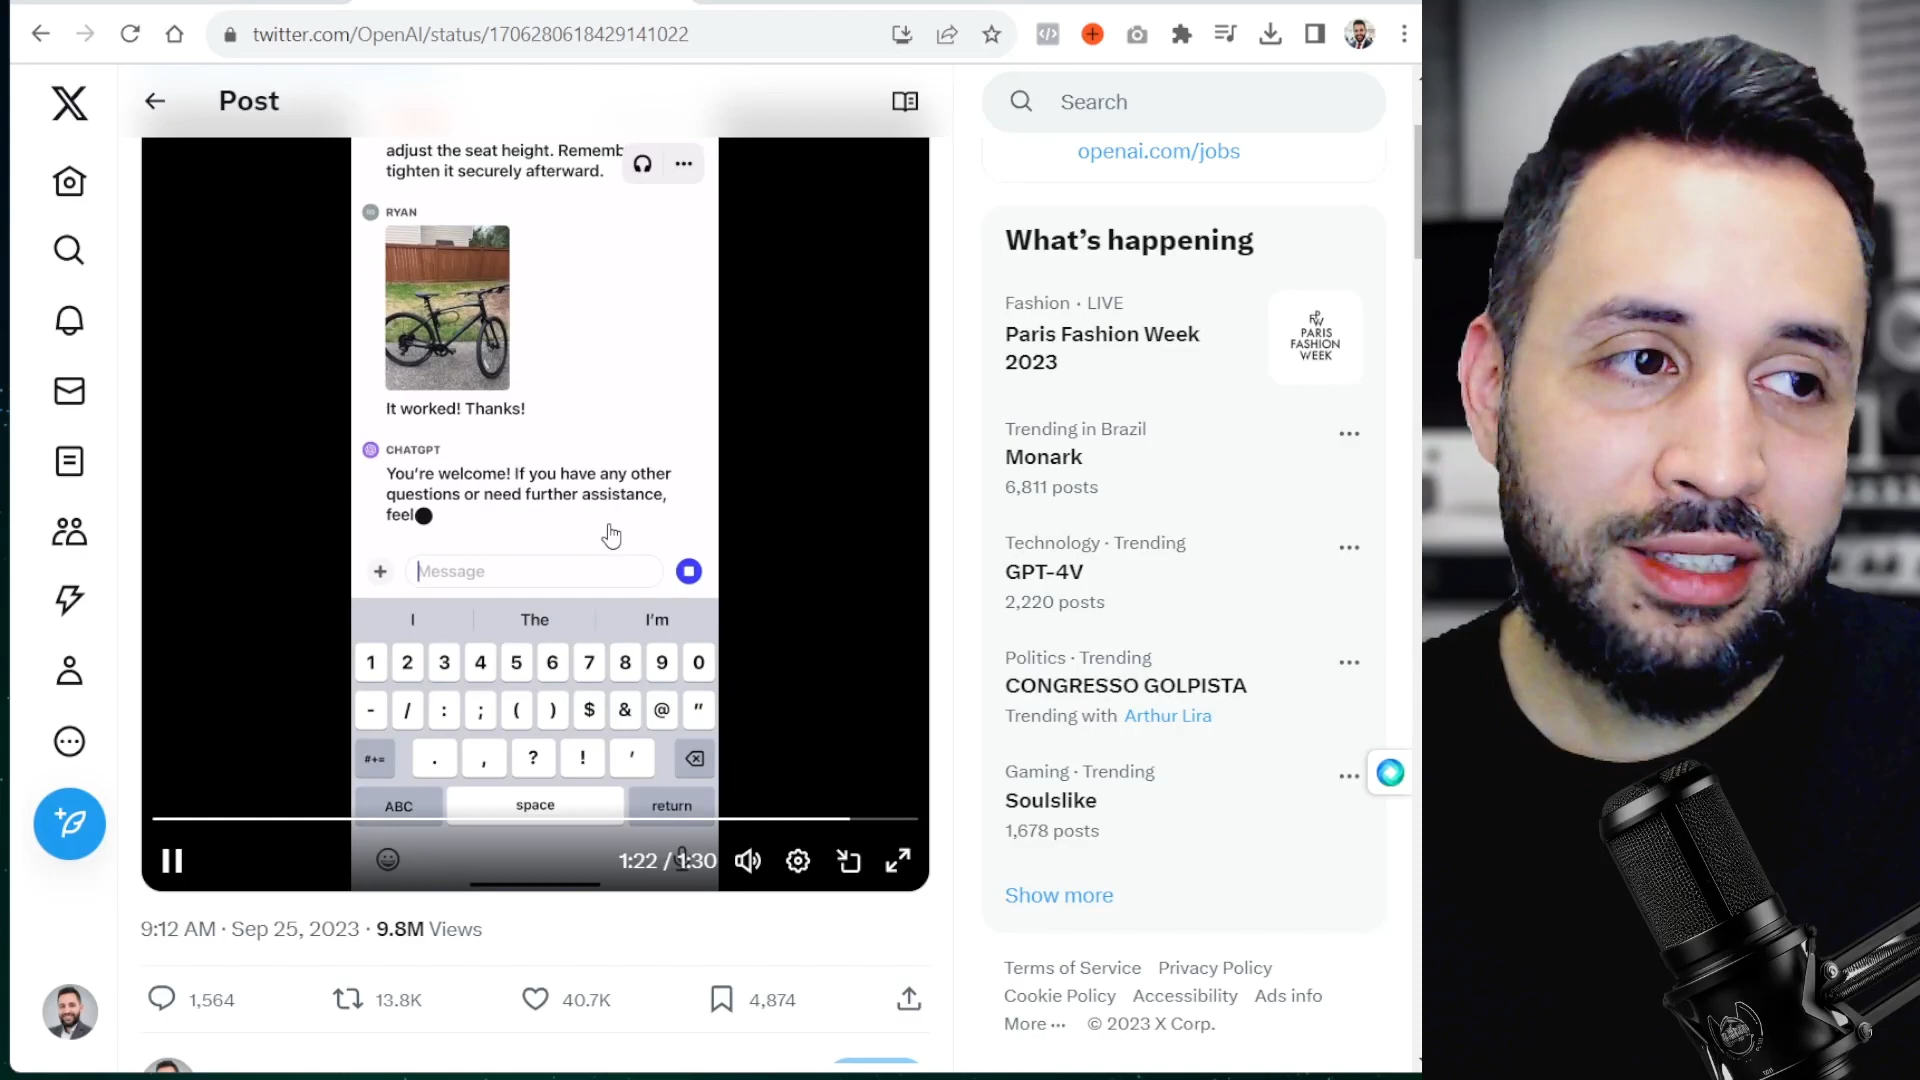 twitter.com/OpenAI/status/1706280618429141022
Post
adjust the seat height. Rememb
tighten it securely afterward.
RYAN
It worked! Thanks!
CHATGPT
You're welcome! If you have any other
questions or need further assistance,
feel
Message
I The I'm
1 2 3 4 5 6 7 8 9 0
- / : ; ( ) $ & @ "
#+= . , ? ! '
ABC space return
1:22 / 1:30
9:12 AM · Sep 25, 2023 · 9.8M Views
1,564 13.8K 40.7K 4,874
Search
openai.com/jobs
What's happening
Fashion · LIVE
Paris Fashion Week
2023
PFW
PARIS
FASHION
WEEK
Trending in Brazil
Monark
6,811 posts
Technology · Trending
GPT-4V
2,220 posts
Politics · Trending
CONGRESSO GOLPISTA
Trending with Arthur Lira
Gaming · Trending
Soulslike
1,678 posts
Show more
Terms of Service Privacy Policy
Cookie Policy Accessibility Ads info
More ··· © 2023 X Corp.